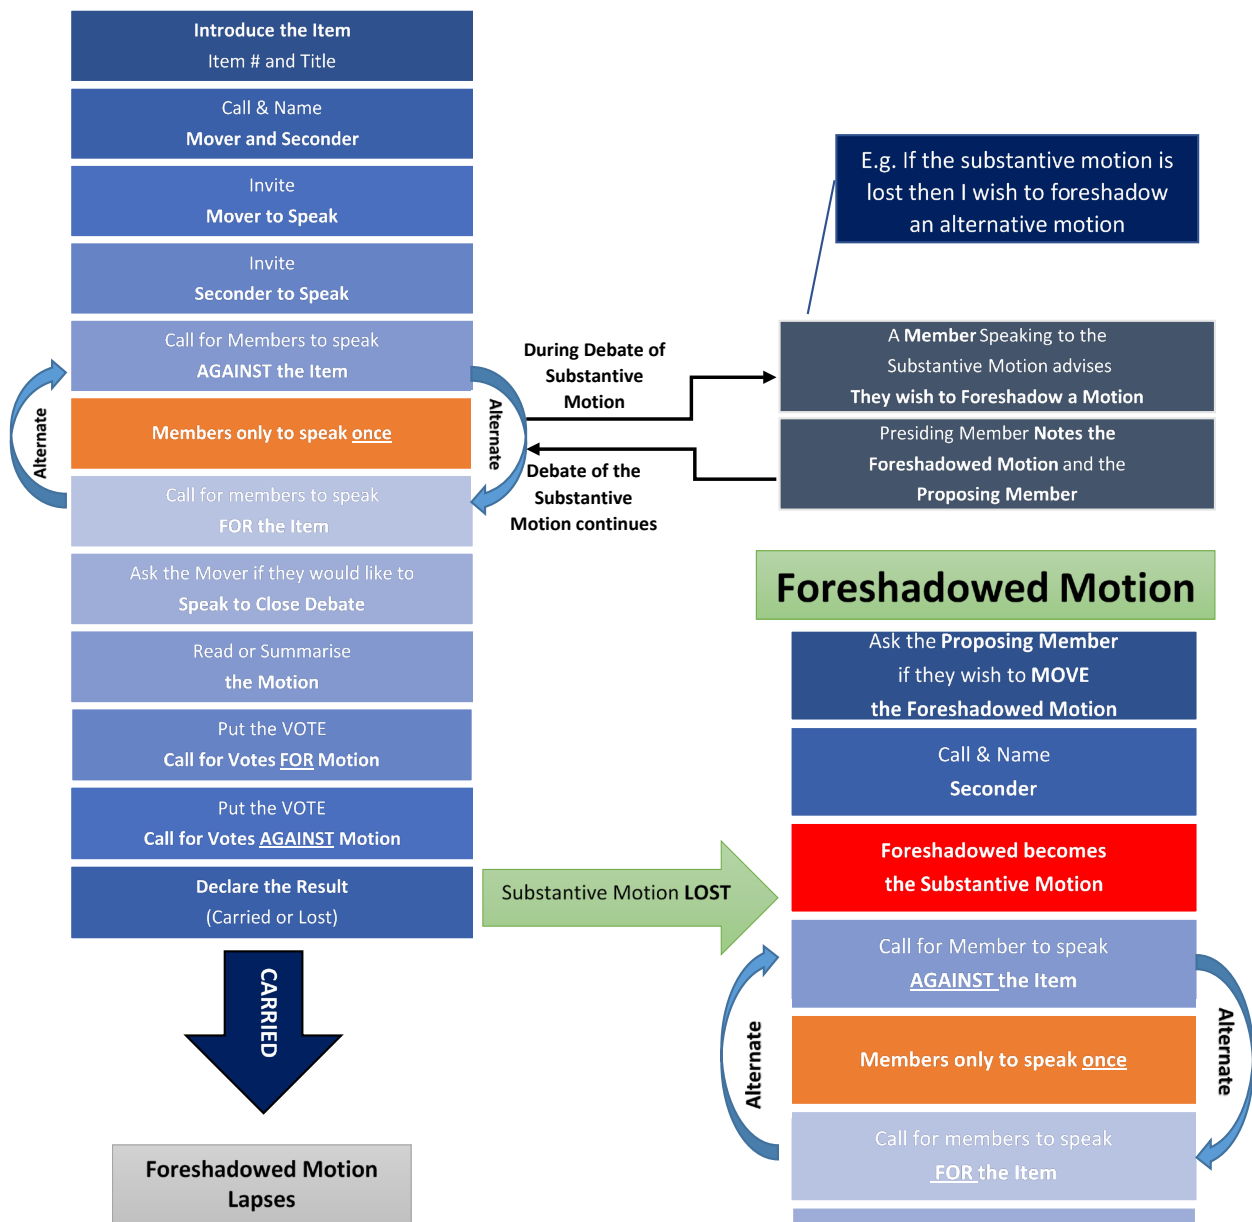 Introduce the Item
Item # and Title
Call & Name
Mover and Seconder
Invite
Mover to Speak
Invite
Seconder to Speak
Call for Members to speak
AGAINST the Item
Alternate
Members only to speak once
Alternate
Call for members to speak
FOR the Item
Ask the Mover if they would like to
Speak to Close Debate
Read or Summarise
the Motion
Put the VOTE
Call for Votes FOR Motion
Put the VOTE
Call for Votes AGAINST Motion
Declare the Result
(Carried or Lost)
CARRIED
Foreshadowed Motion
Lapses
During Debate of
Substantive
Motion
Debate of the
Substantive
Motion continues
E.g. If the substantive motion is
lost then I wish to foreshadow
an alternative motion
A Member Speaking to the
Substantive Motion advises
They wish to Foreshadow a Motion
Presiding Member Notes the
Foreshadowed Motion and the
Proposing Member
Substantive Motion LOST
Foreshadowed Motion
Ask the Proposing Member
if they wish to MOVE
the Foreshadowed Motion
Call & Name
Seconder
Foreshadowed becomes
the Substantive Motion
Call for Member to speak
AGAINST the Item
Alternate
Members only to speak once
Alternate
Call for members to speak
FOR the Item